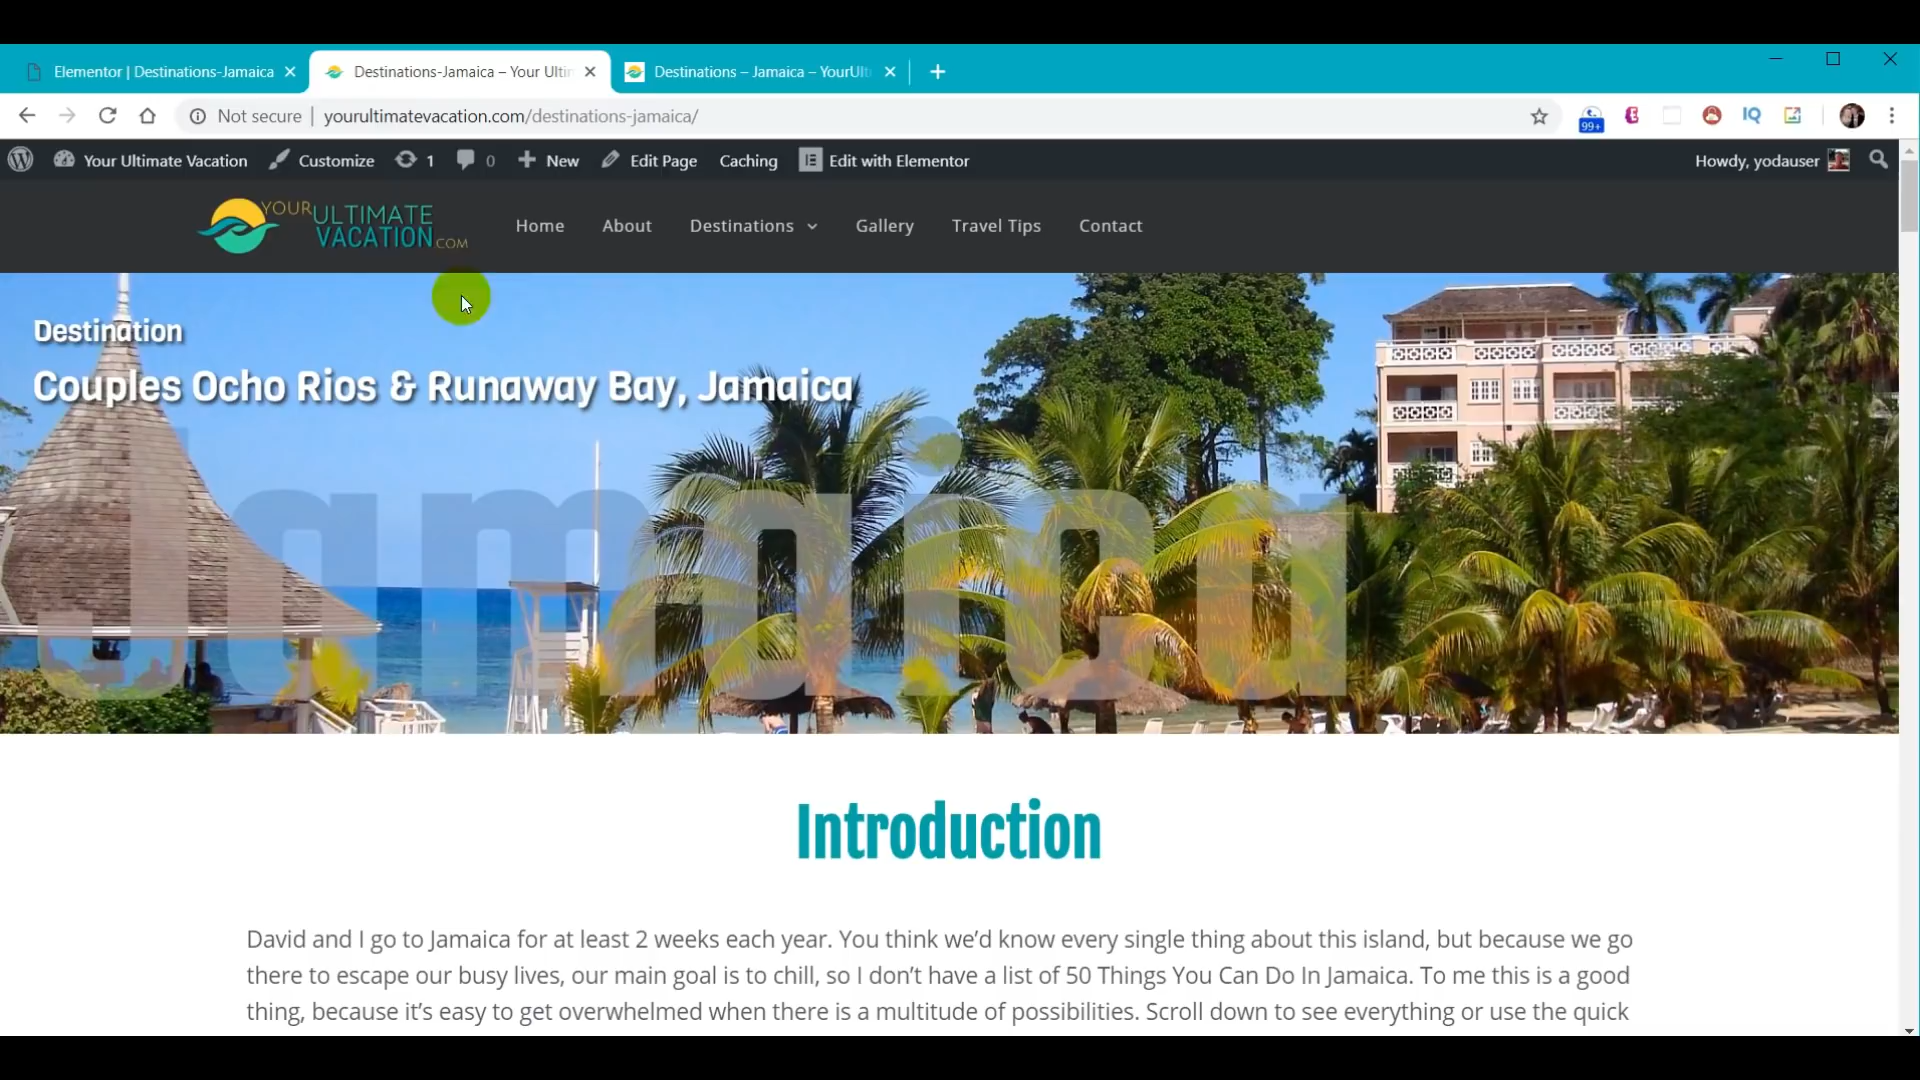 Elementor | Destinations-Jamaica
Destinations-Jamaica – Your Ultim
Destinations – Jamaica – YourUlt
Not secure | yourultimatevacation.com/destinations-jamaica/
99+
IQ
Your Ultimate Vacation
Customize
1
0
New
Edit Page
Caching
Edit with Elementor
Howdy, yodauser
YOUR ULTIMATE VACATION.COM
Home
About
Destinations
Gallery
Travel Tips
Contact
Destination
Couples Ocho Rios & Runaway Bay, Jamaica
Jamaica
Introduction
David and I go to Jamaica for at least 2 weeks each year. You think we’d know every single thing about this island, but because we go
there to escape our busy lives, our main goal is to chill, so I don’t have a list of 50 Things You Can Do In Jamaica. To me this is a good
thing, because it’s easy to get overwhelmed when there is a multitude of possibilities. Scroll down to see everything or use the quick